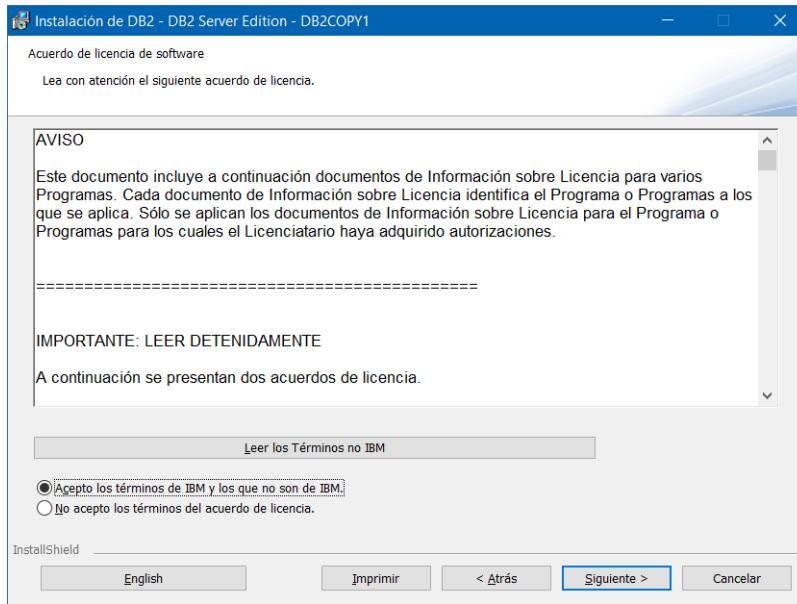 Instalación de DB2 - DB2 Server Edition - DB2COPY1
Acuerdo de licencia de software
Lea con atención el siguiente acuerdo de licencia.
AVISO
Este documento incluye a continuación documentos de Información sobre Licencia para varios
Programas. Cada documento de Información sobre Licencia identifica el Programa o Programas a los
que se aplica. Sólo se aplican los documentos de Información sobre Licencia para el Programa o
Programas para los cuales el Licenciatario haya adquirido autorizaciones.
==============================================
IMPORTANTE: LEER DETENIDAMENTE
A continuación se presentan dos acuerdos de licencia.
Leer los Términos no IBM
Acepto los términos de IBM y los que no son de IBM.
No acepto los términos del acuerdo de licencia.
InstallShield
English Imprimir < Atrás Siguiente > Cancelar